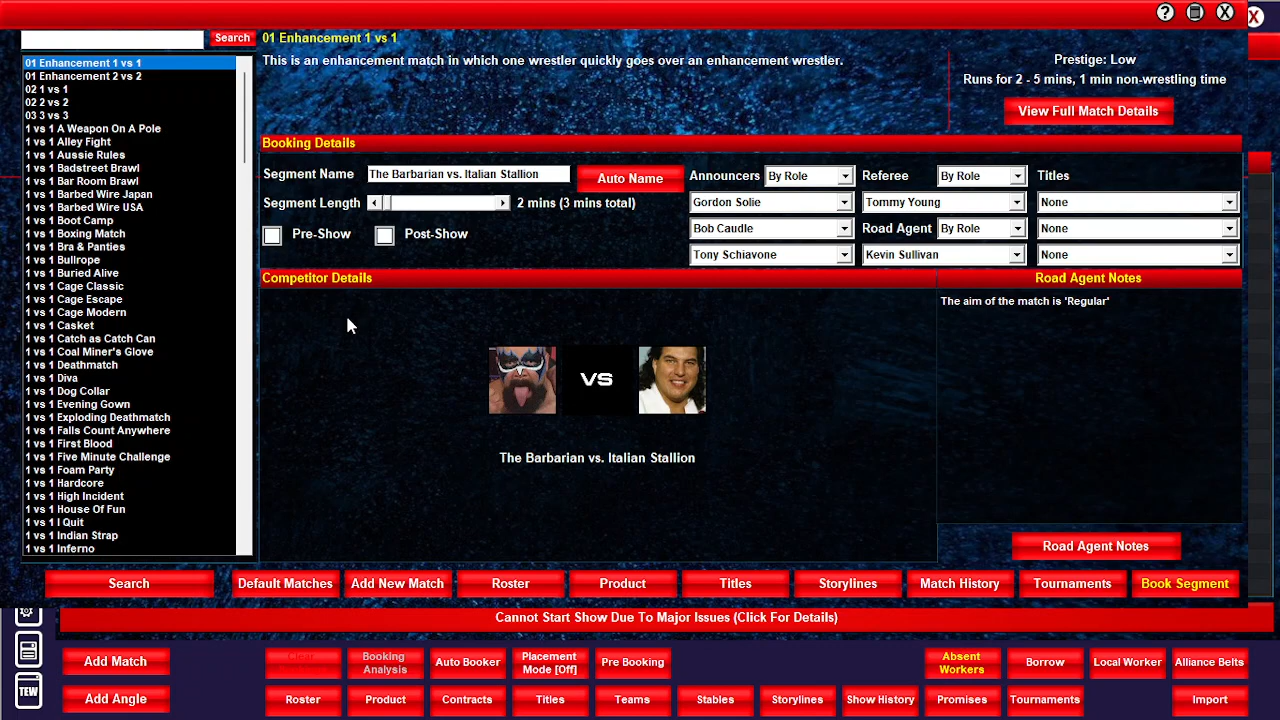 ? X X
Search 01 Enhancement 1 vs 1
This is an enhancement match in which one wrestler quickly goes over an enhancement wrestler.
Prestige: Low
Runs for 2 - 5 mins, 1 min non-wrestling time
View Full Match Details
01 Enhancement 1 vs 1
01 Enhancement 2 vs 2
02 1 vs 1
02 2 vs 2
03 3 vs 3
1 vs 1 A Weapon On A Pole
1 vs 1 Alley Fight
1 vs 1 Aussie Rules
1 vs 1 Badstreet Brawl
1 vs 1 Bar Room Brawl
1 vs 1 Barbed Wire Japan
1 vs 1 Barbed Wire USA
1 vs 1 Boot Camp
1 vs 1 Boxing Match
1 vs 1 Bra & Panties
1 vs 1 Bullrope
1 vs 1 Buried Alive
1 vs 1 Cage Classic
1 vs 1 Cage Escape
1 vs 1 Cage Modern
1 vs 1 Casket
1 vs 1 Catch as Catch Can
1 vs 1 Coal Miner's Glove
1 vs 1 Deathmatch
1 vs 1 Diva
1 vs 1 Dog Collar
1 vs 1 Evening Gown
1 vs 1 Exploding Deathmatch
1 vs 1 Falls Count Anywhere
1 vs 1 First Blood
1 vs 1 Five Minute Challenge
1 vs 1 Foam Party
1 vs 1 Hardcore
1 vs 1 High Incident
1 vs 1 House Of Fun
1 vs 1 I Quit
1 vs 1 Indian Strap
1 vs 1 Inferno
Booking Details
Segment Name The Barbarian vs. Italian Stallion Auto Name
Segment Length 2 mins (3 mins total)
Pre-Show Post-Show
Announcers By Role Referee By Role Titles
Gordon Solie Tommy Young None
Bob Caudle Road Agent By Role None
Tony Schiavone Kevin Sullivan None
Competitor Details Road Agent Notes
The aim of the match is 'Regular'
VS
The Barbarian vs. Italian Stallion
Road Agent Notes
Search Default Matches Add New Match Roster Product Titles Storylines Match History Tournaments Book Segment
Cannot Start Show Due To Major Issues (Click For Details)
Add Match Clear Booking Analysis Auto Booker Placement Mode [Off] Pre Booking Absent Workers Borrow Local Worker Alliance Belts
TEW Add Angle Roster Product Contracts Titles Teams Stables Storylines Show History Promises Tournaments Import